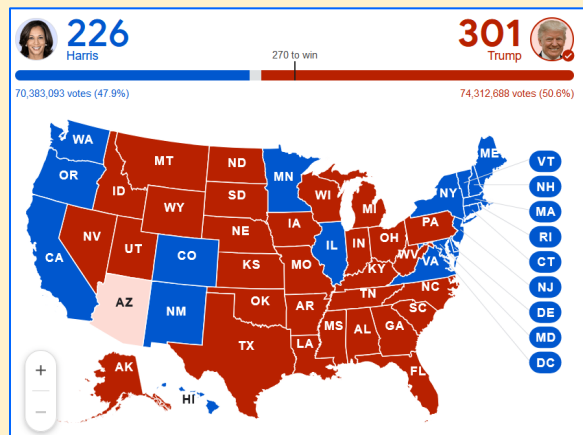 226
Harris
301
Trump
270 to win
70,383,093 votes (47.9%)
74,312,688 votes (50.6%)
WA
OR
CA
NV
ID
MT
WY
UT
AZ
CO
NM
ND
SD
NE
KS
OK
TX
MN
IA
MO
AR
LA
WI
IL
MI
IN
OH
KY
TN
MS
AL
GA
FL
SC
NC
VA
WV
PA
NY
ME
VT
NH
MA
RI
CT
NJ
DE
MD
DC
AK
HI
+
−